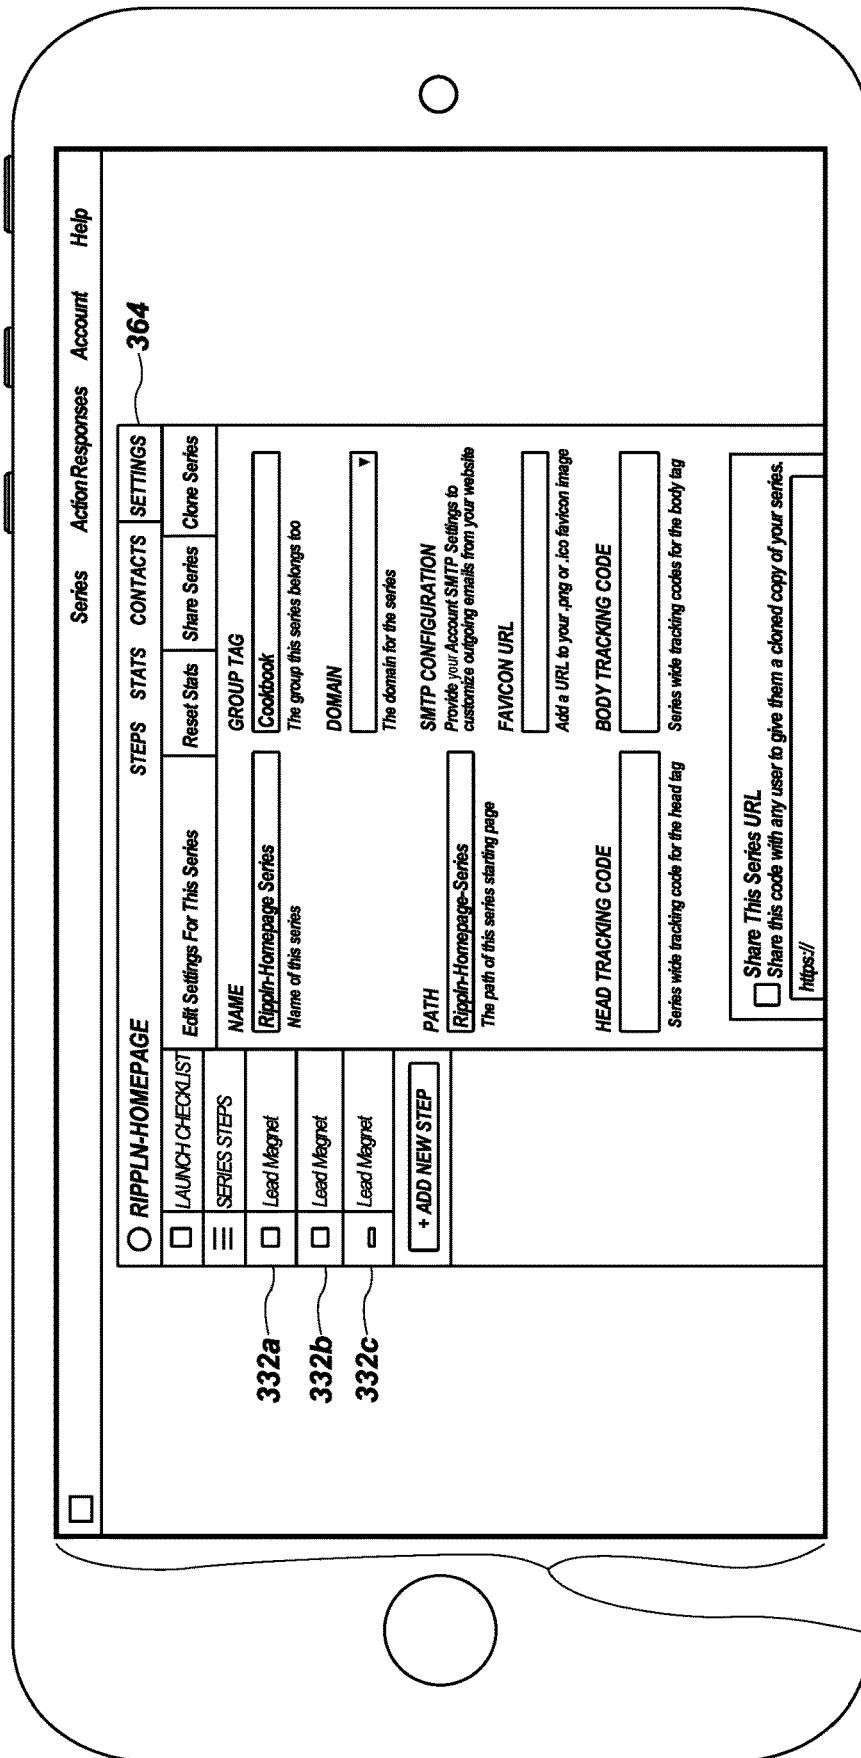 Series Action Responses Account Help
RIPPLN-HOMEPAGE STEPS STATS CONTACTS SETTINGS
364
LAUNCH CHECKLIST
SERIES STEPS
332a
Lead Magnet
332b
Lead Magnet
332c
Lead Magnet
+ ADD NEW STEP
Edit Settings For This Series Reset Stats Share Series Clone Series
NAME
Rippln-Homepage Series
Name of this series
GROUP TAG
Cookbook
The group this series belongs too
DOMAIN
The domain for the series
PATH
Rippln-Homepage-Series
The path of this series starting page
SMTP CONFIGURATION
Provide your Account SMTP Settings to
customize outgoing emails from your website
FAVICON URL
Add a URL to your .png or .ico favicon image
HEAD TRACKING CODE
Series wide tracking code for the head tag
BODY TRACKING CODE
Series wide tracking codes for the body tag
Share This Series URL
Share this code with any user to give them a cloned copy of your series.
https://